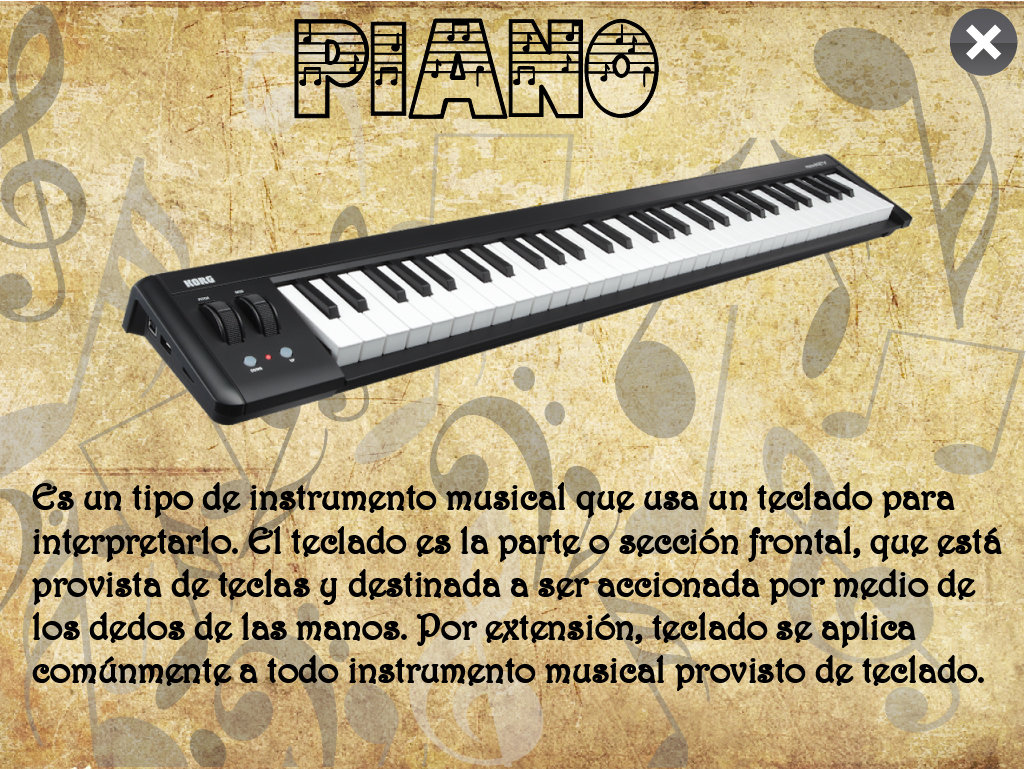 PIANO
KORG
Es un tipo de instrumento musical que usa un teclado para
interpretarlo. El teclado es la parte o sección frontal, que está
provista de teclas y destinada a ser accionada por medio de
los dedos de las manos. Por extensión, teclado se aplica
comúnmente a todo instrumento musical provisto de teclado.